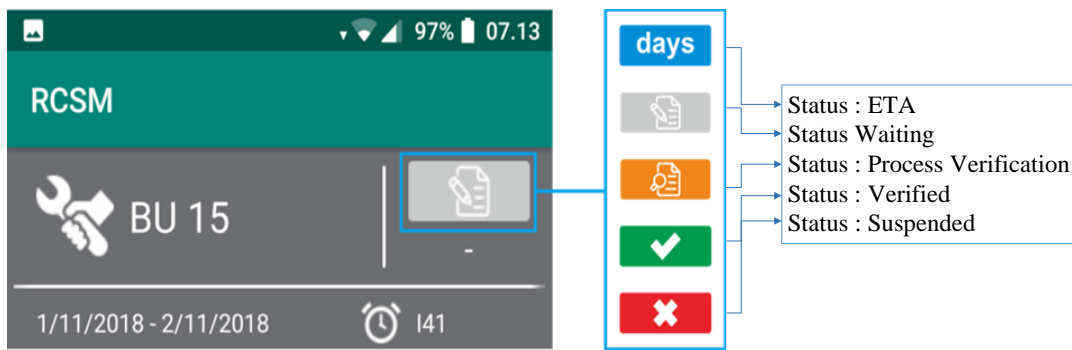 97% 07.13
RCSM
BU 15
-
1/11/2018 - 2/11/2018 I41
days
Status : ETA
Status Waiting
Status : Process Verification
Status : Verified
Status : Suspended